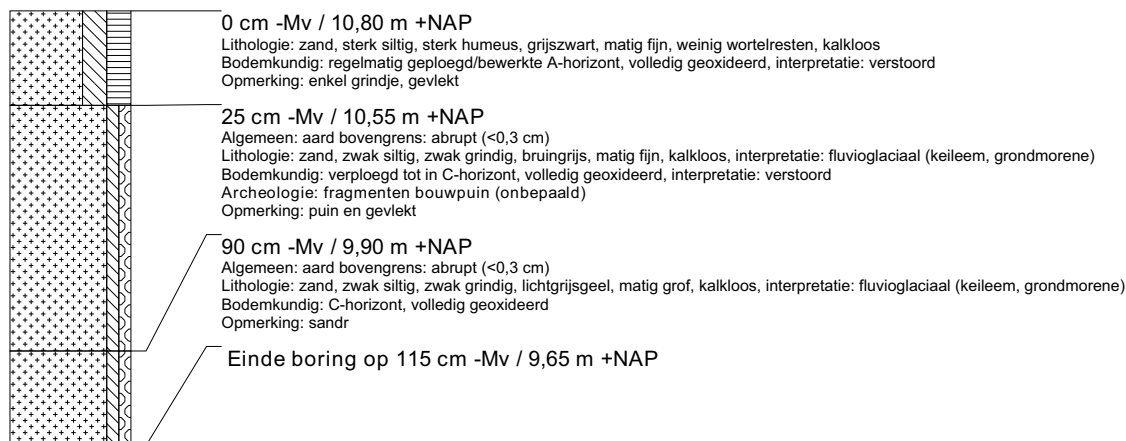 0 cm -Mv / 10,80 m +NAP
Lithologie: zand, sterk siltig, sterk humeus, grijszwart, matig fijn, weinig wortelresten, kalkloos
Bodemkundig: regelmatig geploegd/bewerkte A-horizont, volledig geoxideerd, interpretatie: verstoord
Opmerking: enkel grindje, gevlekt
25 cm -Mv / 10,55 m +NAP
Algemeen: aard bovengrens: abrupt (<0,3 cm)
Lithologie: zand, zwak siltig, zwak grindig, bruingrijs, matig fijn, kalkloos, interpretatie: fluvioglaciaal (keileem, grondmorene)
Bodemkundig: verploegd tot in C-horizont, volledig geoxideerd, interpretatie: verstoord
Archeologie: fragmenten bouwpuin (onbepaald)
Opmerking: puin en gevlekt
90 cm -Mv / 9,90 m +NAP
Algemeen: aard bovengrens: abrupt (<0,3 cm)
Lithologie: zand, zwak siltig, zwak grindig, lichtgrijsgeel, matig grof, kalkloos, interpretatie: fluvioglaciaal (keileem, grondmorene)
Bodemkundig: C-horizont, volledig geoxideerd
Opmerking: sandr
Einde boring op 115 cm -Mv / 9,65 m +NAP